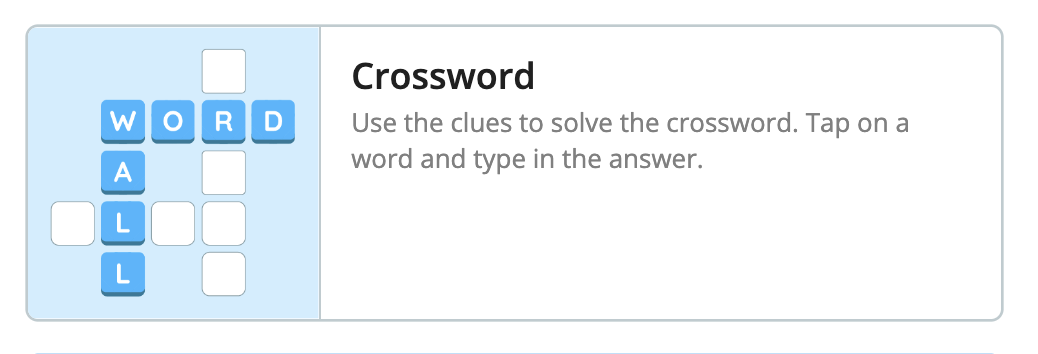 WORD
A
L
L
Crossword
Use the clues to solve the crossword. Tap on a
word and type in the answer.